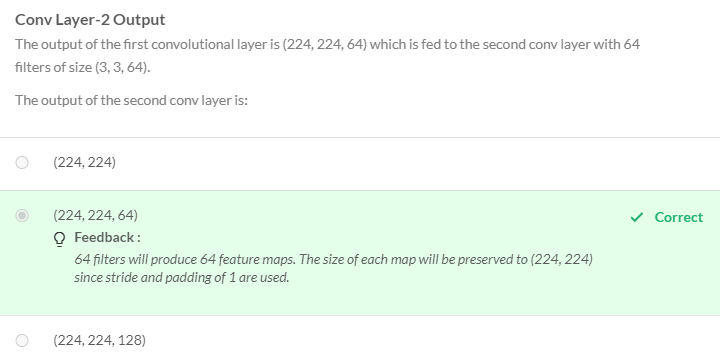 Conv Layer-2 Output
The output of the first convolutional layer is (224, 224, 64) which is fed to the second conv layer with 64
filters of size (3, 3, 64).
The output of the second conv layer is:
(224, 224)
(224, 224, 64)
Correct
Feedback :
64 filters will produce 64 feature maps. The size of each map will be preserved to (224, 224)
since stride and padding of 1 are used.
(224, 224, 128)